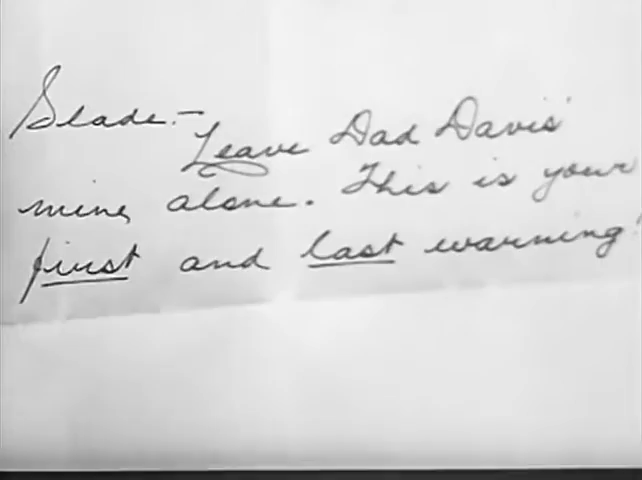 Slade:—
Leave Dad Davis'
mine alone. This is your
first and last warning!